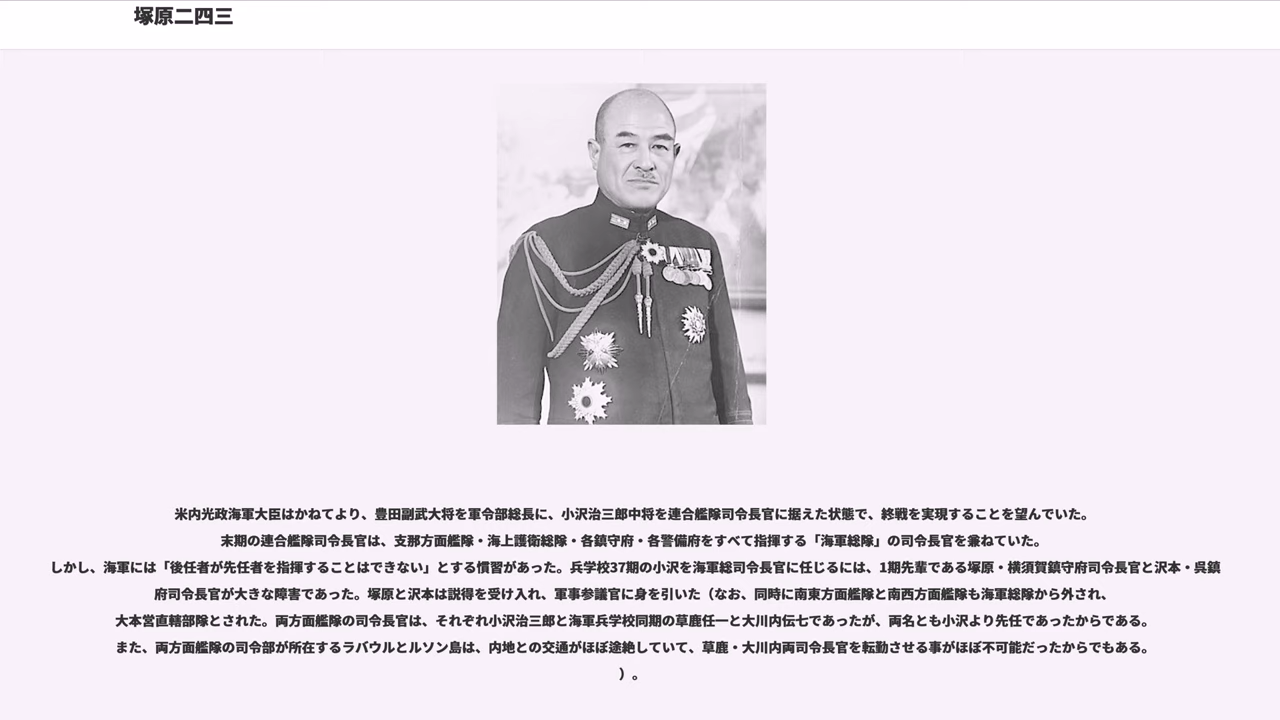 塚原二四三
米内光政海軍大臣はかねてより、豊田副武大将を軍令部総長に、小沢治三郎中将を連合艦隊司令長官に据えた状態で、終戦を実現することを望んでいた。
末期の連合艦隊司令長官は、支那方面艦隊・海上護衛総隊・各鎮守府・各警備府をすべて指揮する「海軍総隊」の司令長官を兼ねていた。
しかし、海軍には「後任者が先任者を指揮することはできない」とする慣習があった。兵学校37期の小沢を海軍総司令長官に任じるには、1期先輩である塚原・横須賀鎮守府司令長官と沢本・呉鎮
府司令長官が大きな障害であった。塚原と沢本は説得を受け入れ、軍事参議官に身を引いた（なお、同時に南東方面艦隊と南西方面艦隊も海軍総隊から外され、
大本営直轄部隊とされた。両方面艦隊の司令長官は、それぞれ小沢治三郎と海軍兵学校同期の草鹿任一と大川内伝七であったが、両名とも小沢より先任であったからである。
また、両方面艦隊の司令部が所在するラバウルとルソン島は、内地との交通がほぼ途絶していて、草鹿・大川内両司令長官を転勤させる事がほぼ不可能だったからでもある。
）。